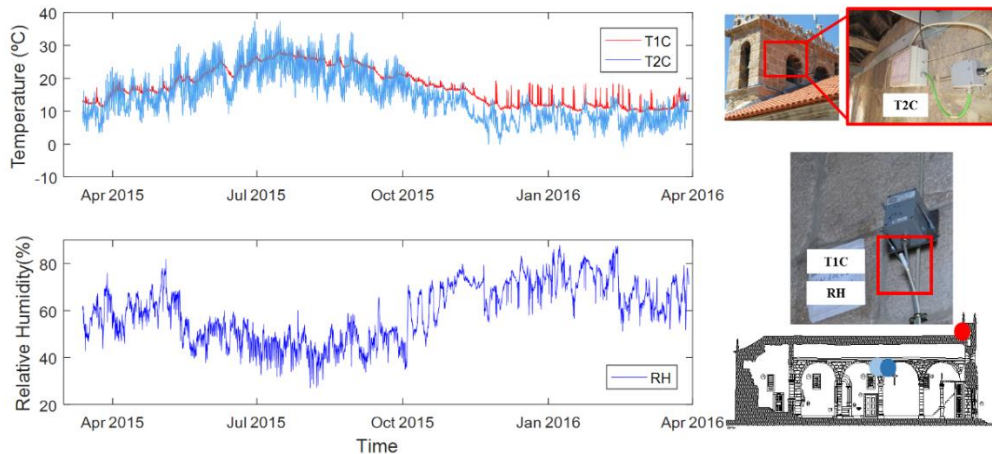 Temperature (ºC)
40
30
20
10
0
-10
T1C
T2C
Apr 2015
Jul 2015
Oct 2015
Jan 2016
Apr 2016
Relative Humidity(%)
80
60
40
20
RH
Apr 2015
Jul 2015
Oct 2015
Jan 2016
Apr 2016
Time
T2C
T1C
RH